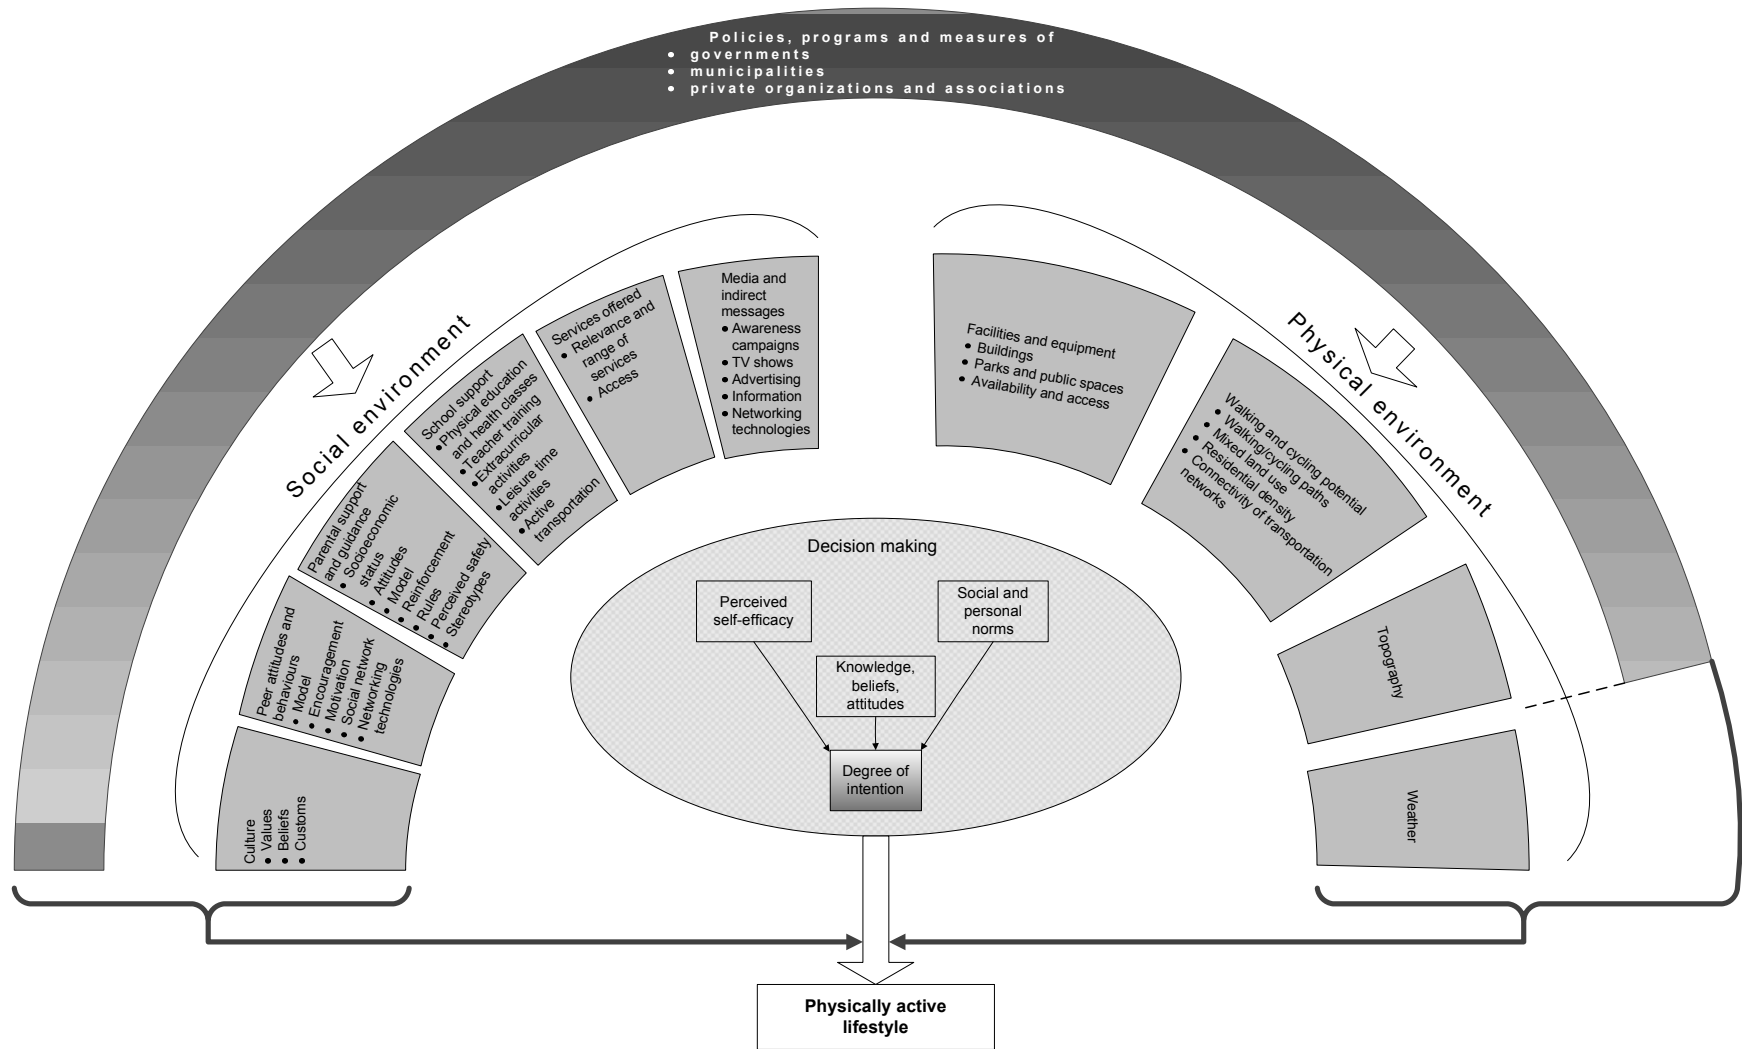 Policies, programs and measures of
• governments
• municipalities
• private organizations and associations
Social environment
Physical environment
Culture
• Values
• Beliefs
• Customs
Peer attitudes and
behaviours
• Model
• Encouragement
• Motivation
• Social network
• Networking
technologies
Parental support
and guidance
• Socioeconomic
status
• Attitudes
• Model
• Reinforcement
• Rules
• Perceived safety
• Stereotypes
School support
• Physical education
and health classes
• Teacher training
• Extracurricular
activities
• Leisure time
activities
• Active
transportation
Services offered
• Relevance and
range of
services
• Access
Media and
indirect
messages
• Awareness
campaigns
• TV shows
• Advertising
• Information
• Networking
technologies
Facilities and equipment
• Buildings
• Parks and public spaces
• Availability and access
Walking and cycling potential
• Walking/cycling paths
• Mixed land use
• Residential density
• Connectivity of transportation
networks
Topography
Weather
Decision making
Perceived
self-efficacy
Social and
personal
norms
Knowledge,
beliefs,
attitudes
Degree of
intention
Physically active
lifestyle